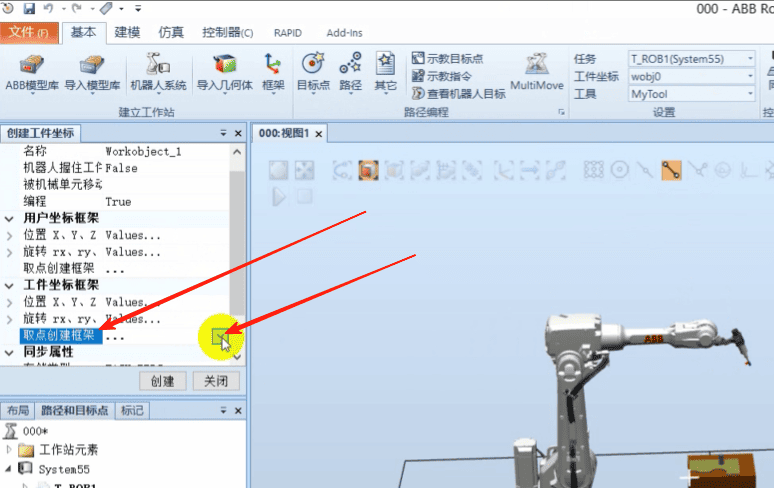 000 - ABB Ro
文件(F) 基本 建模 仿真 控制器(C) RAPID Add-Ins
ABB模型库 导入模型库 机器人系统 导入几何体 框架 目标点 路径 其它
示教目标点
示教指令
查看机器人目标
MultiMove
任务 T_ROB1(System55)
工件坐标 wobj0
工具 MyTool
建立工作站 路径编程 设置
创建工件坐标
000:视图1
名称 Workobject_1
机器人握住工作 False
被机械单元移动
编程 True
用户坐标框架
位置 X、Y、Z Values...
旋转 rx、ry、 Values...
取点创建框架 ...
工件坐标框架
位置 X、Y、Z Values...
旋转 rx、ry、 Values...
取点创建框架 ...
同步属性
创建 关闭
布局 路径和目标点 标记
000*
工作站元素
System55
T_ROB1
ABB